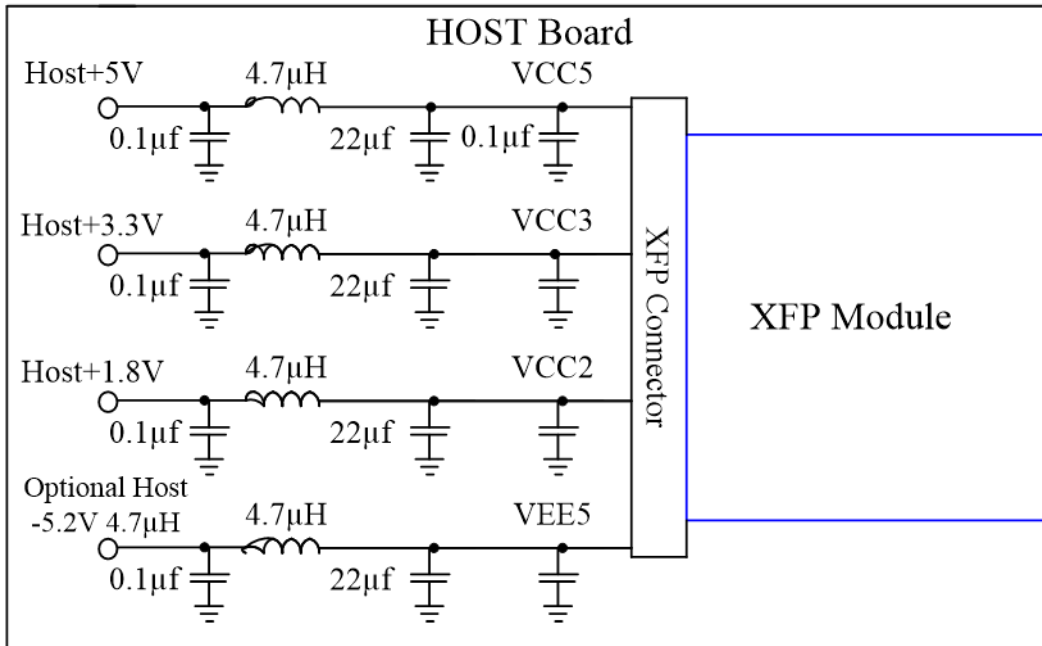 HOST Board
Host+5V
4.7μH
VCC5
0.1μf
22μf
0.1μf
Host+3.3V
4.7μH
VCC3
0.1μf
22μf
Host+1.8V
4.7μH
VCC2
0.1μf
22μf
Optional Host
-5.2V 4.7μH
4.7μH
VEE5
0.1μf
22μf
XFP Connector
XFP Module